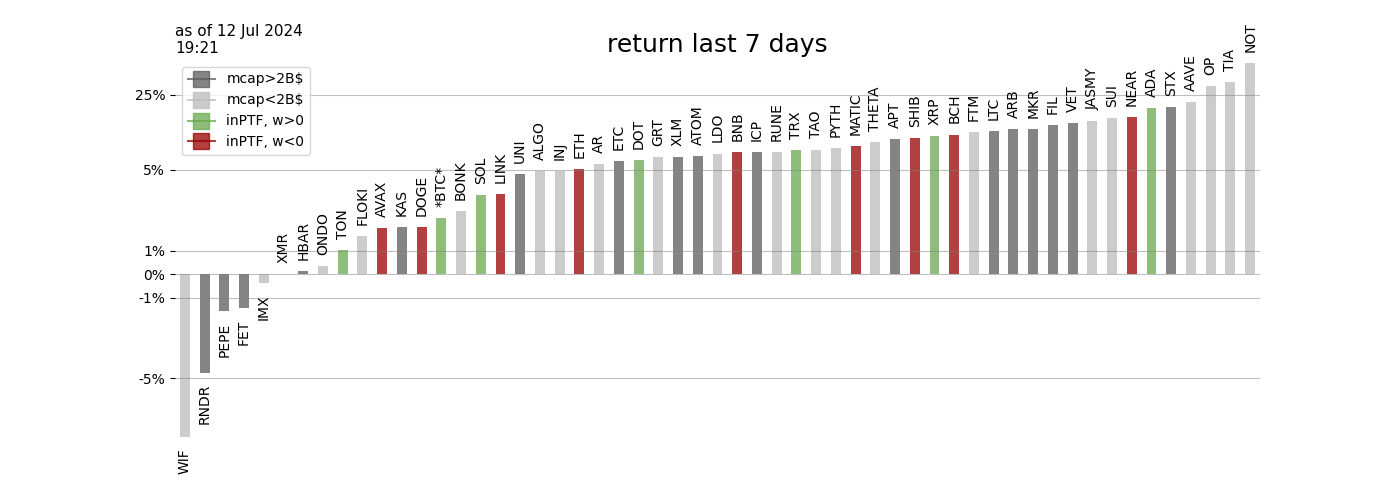 as of 12 Jul 2024
19:21
return last 7 days
mcap>2B$
mcap<2B$
inPTF, w>0
inPTF, w<0
25%
5%
1%
0%
-1%
-5%
WIF
RNDR
PEPE
FET
IMX
XMR
HBAR
ONDO
TON
FLOKI
AVAX
KAS
DOGE
*BTC*
BONK
SOL
LINK
UNI
ALGO
INJ
ETH
AR
ETC
DOT
GRT
XLM
ATOM
LDO
BNB
ICP
RUNE
TRX
TAO
PYTH
MATIC
THETA
APT
SHIB
XRP
BCH
FTM
LTC
ARB
MKR
FIL
VET
JASMY
SUI
NEAR
ADA
STX
AAVE
OP
TIA
NOT